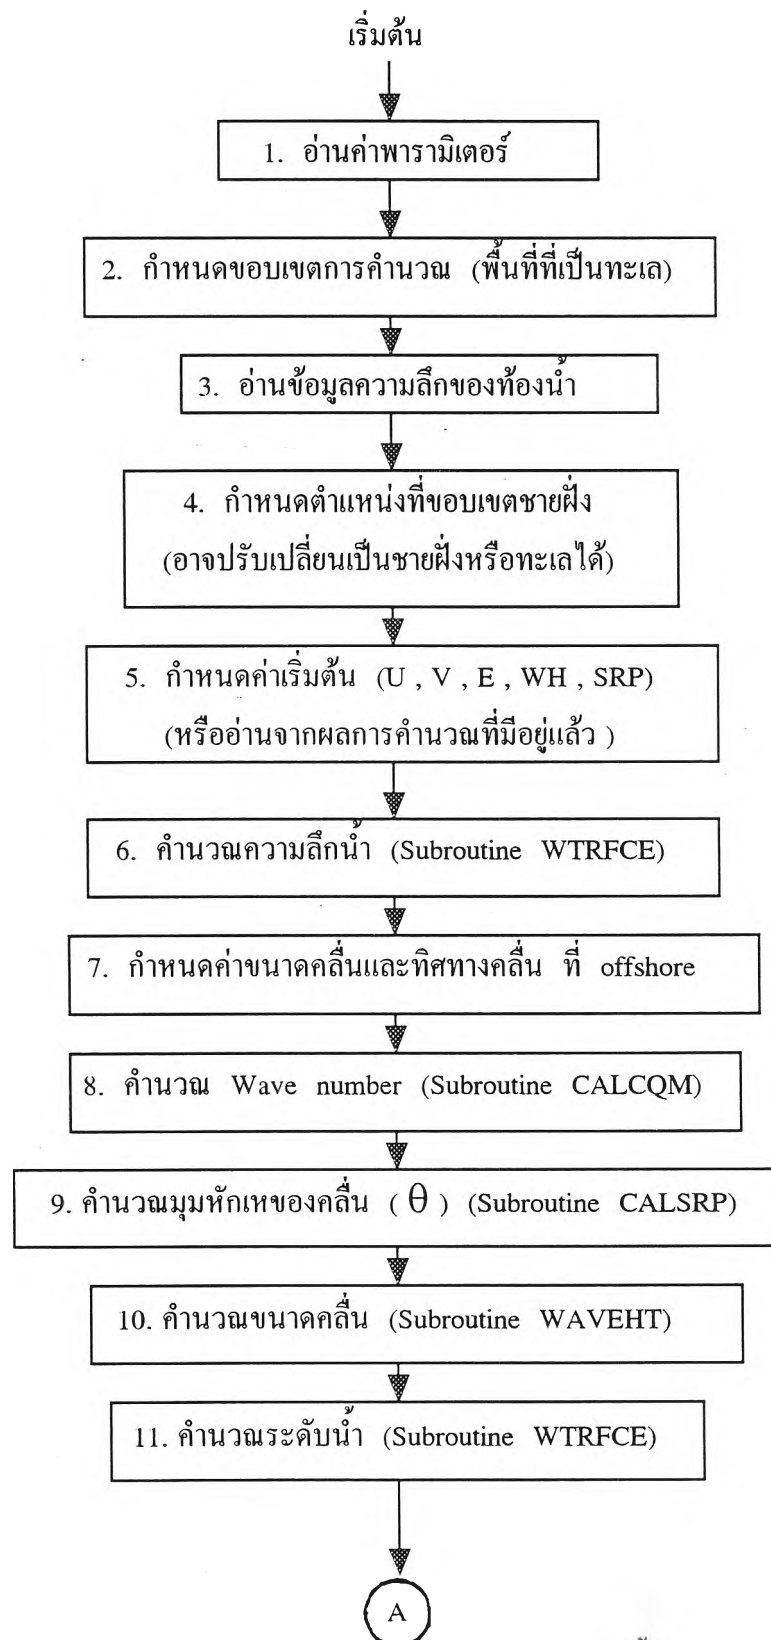 เริ่มต้น
1. อ่านค่าพารามิเตอร์
2. กำหนดขอบเขตการคำนวณ (พื้นที่ที่เป็นทะเล)
3. อ่านข้อมูลความลึกของท้องน้ำ
4. กำหนดตำแหน่งที่ขอบเขตชายฝั่ง
(อาจปรับเปลี่ยนเป็นชายฝั่งหรือทะเลได้)
5. กำหนดค่าเริ่มต้น (U , V , E , WH , SRP)
(หรืออ่านจากผลการคำนวณที่มีอยู่แล้ว )
6. คำนวณความลึกน้ำ (Subroutine WTRFCE)
7. กำหนดค่าขนาดคลื่นและทิศทางคลื่น ที่ offshore
8. คำนวณ Wave number (Subroutine CALCQM)
9. คำนวณมุมหักเหของคลื่น ( θ ) (Subroutine CALSRP)
10. คำนวณขนาดคลื่น (Subroutine WAVEHT)
11. คำนวณระดับน้ำ (Subroutine WTRFCE)
A